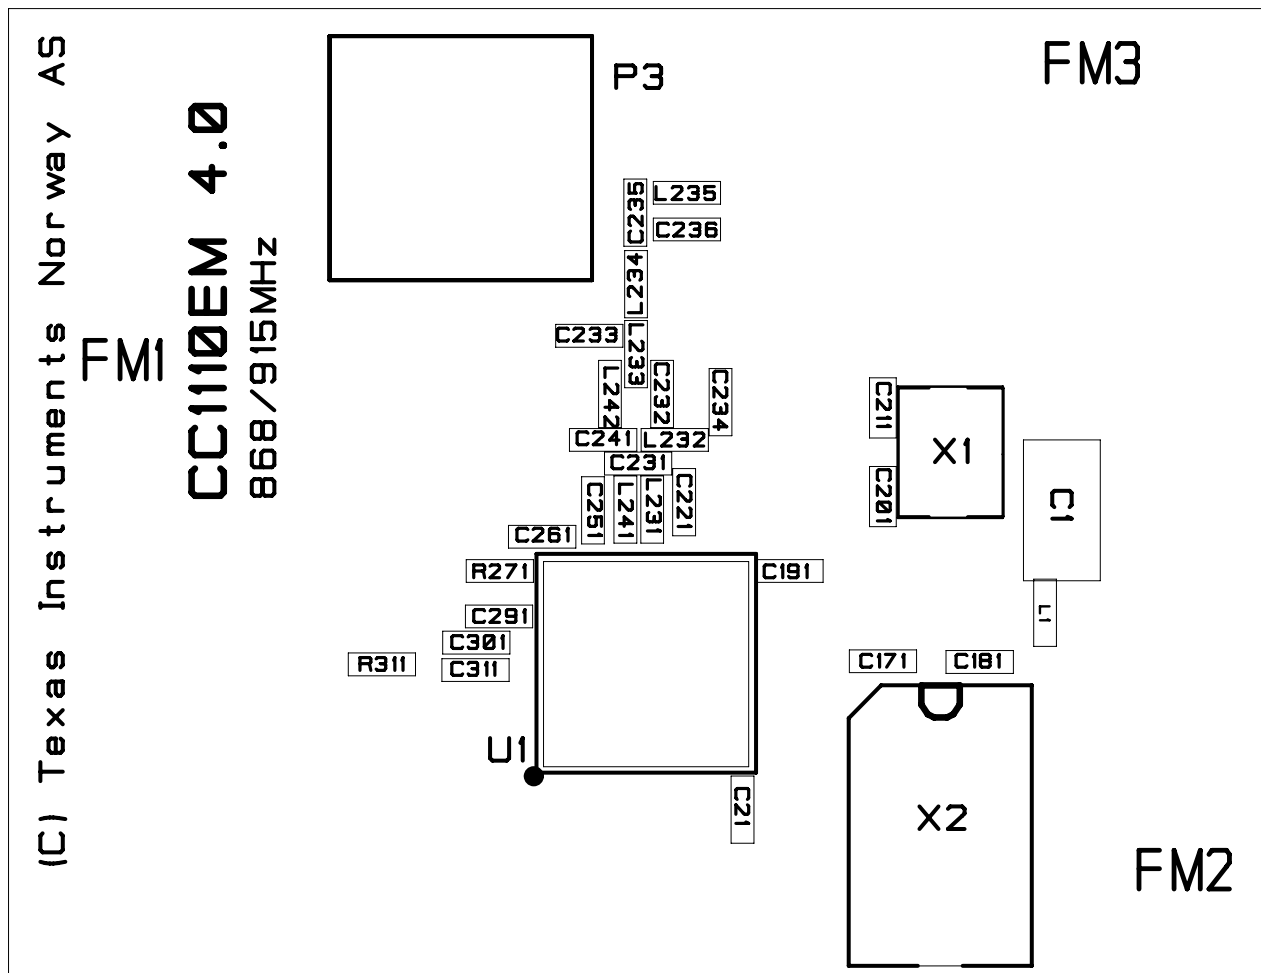 (C) Texas Instruments Norway AS
CC1110EM 4.0
868/915MHz
FM1
P3
FM3
C235
L235
C236
L234
C233
L233
L242
C232
C234
C241
L232
C231
C211
X1
C201
C1
C251
L241
L231
C221
C261
R271
C191
C291
C301
R311
C311
L1
C171
C181
U1
C21
X2
FM2